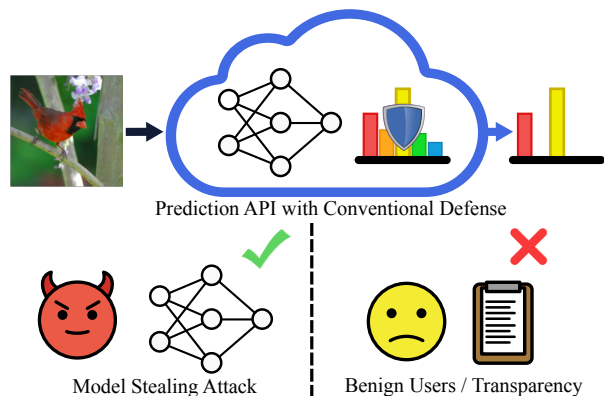 Prediction API with Conventional Defense
Model Stealing Attack
Benign Users / Transparency